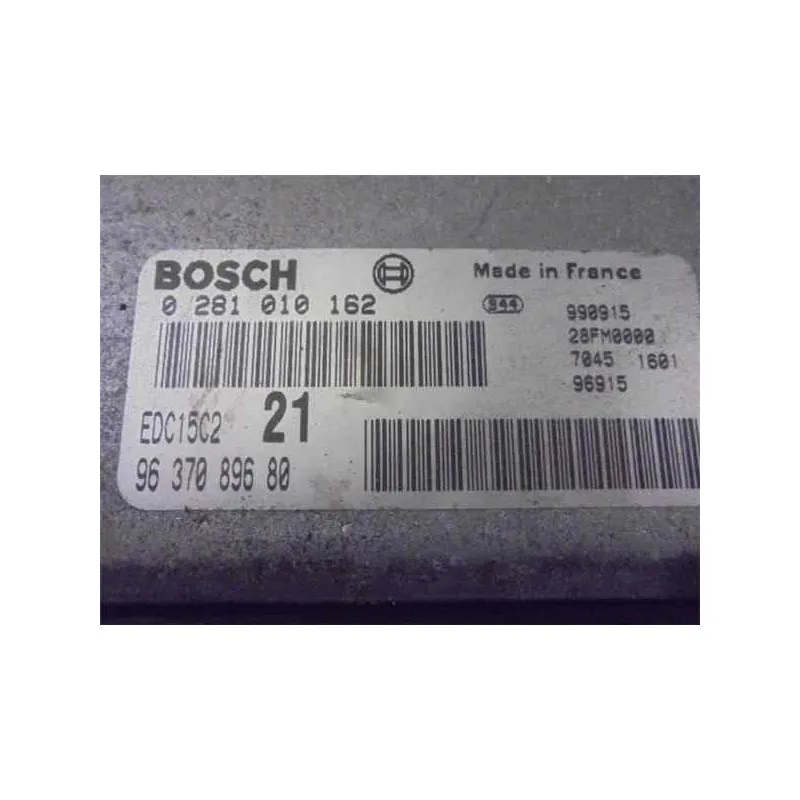 BOSCH Made in France
0 281 010 162 944 990915
28FM0000
7045 1601
96915
EDC15C2 21
96 370 896 80